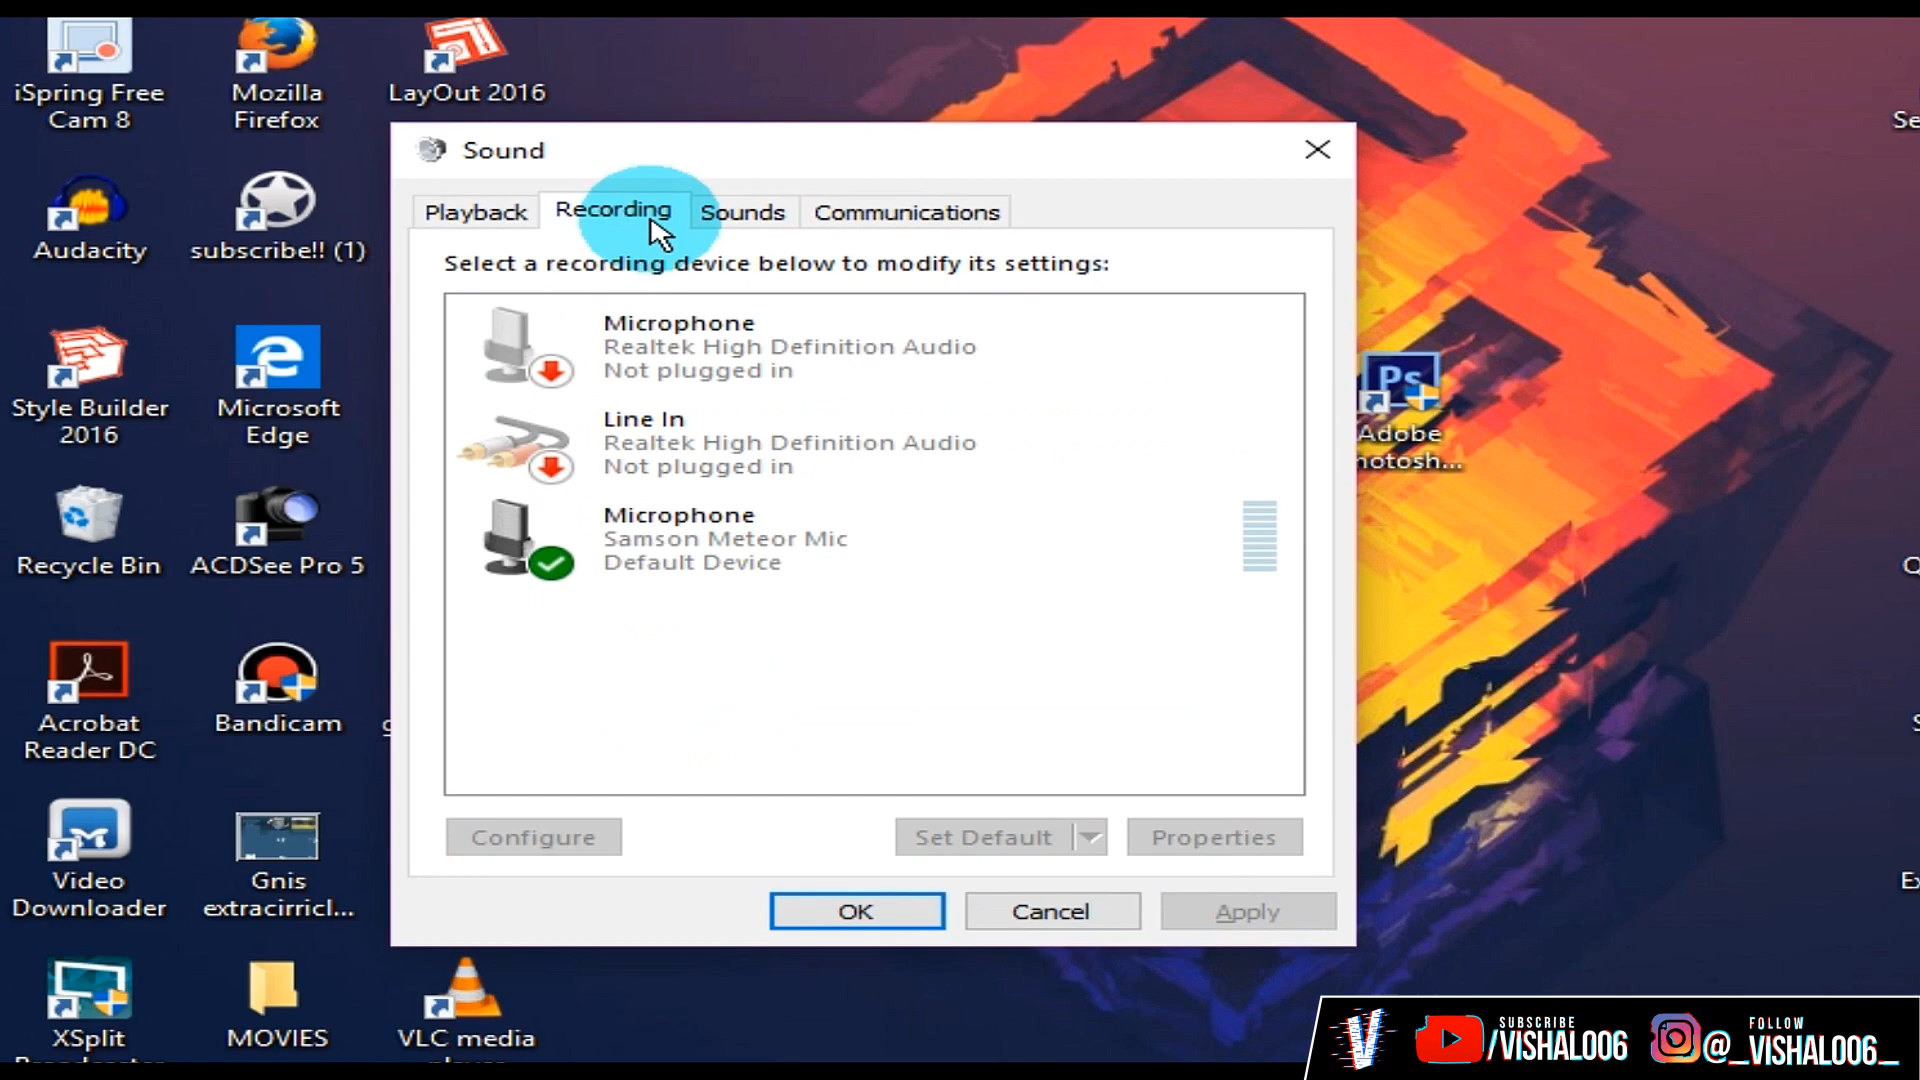 iSpring Free
Cam 8
Mozilla
Firefox
LayOut 2016
Audacity
subscribe!! (1)
Style Builder
2016
Microsoft
Edge
Recycle Bin
ACDSee Pro 5
Acrobat
Reader DC
Bandicam
Video
Downloader
Gnis
extracirricl...
XSplit
MOVIES
VLC media
Sound
Playback
Recording
Sounds
Communications
Select a recording device below to modify its settings:
Microphone
Realtek High Definition Audio
Not plugged in
Line In
Realtek High Definition Audio
Not plugged in
Microphone
Samson Meteor Mic
Default Device
Configure
Set Default
Properties
OK
Cancel
Apply
Ps
Adobe
hotosh...
Se
SUBSCRIBE
/VISHAL006
FOLLOW
@_VISHAL006_